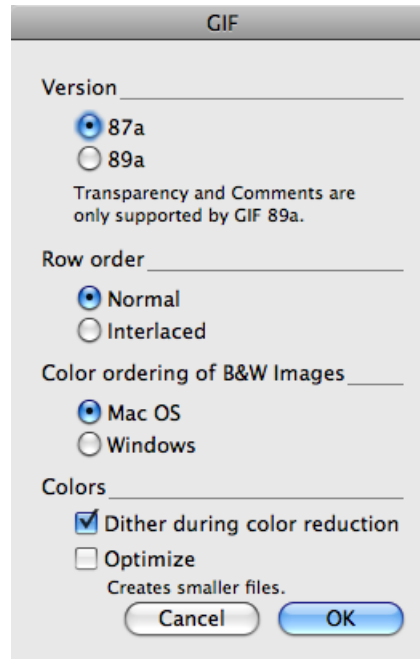 GIF
Version
87a
89a
Transparency and Comments are
only supported by GIF 89a.
Row order
Normal
Interlaced
Color ordering of B&W Images
Mac OS
Windows
Colors
Dither during color reduction
Optimize
Creates smaller files.
Cancel OK